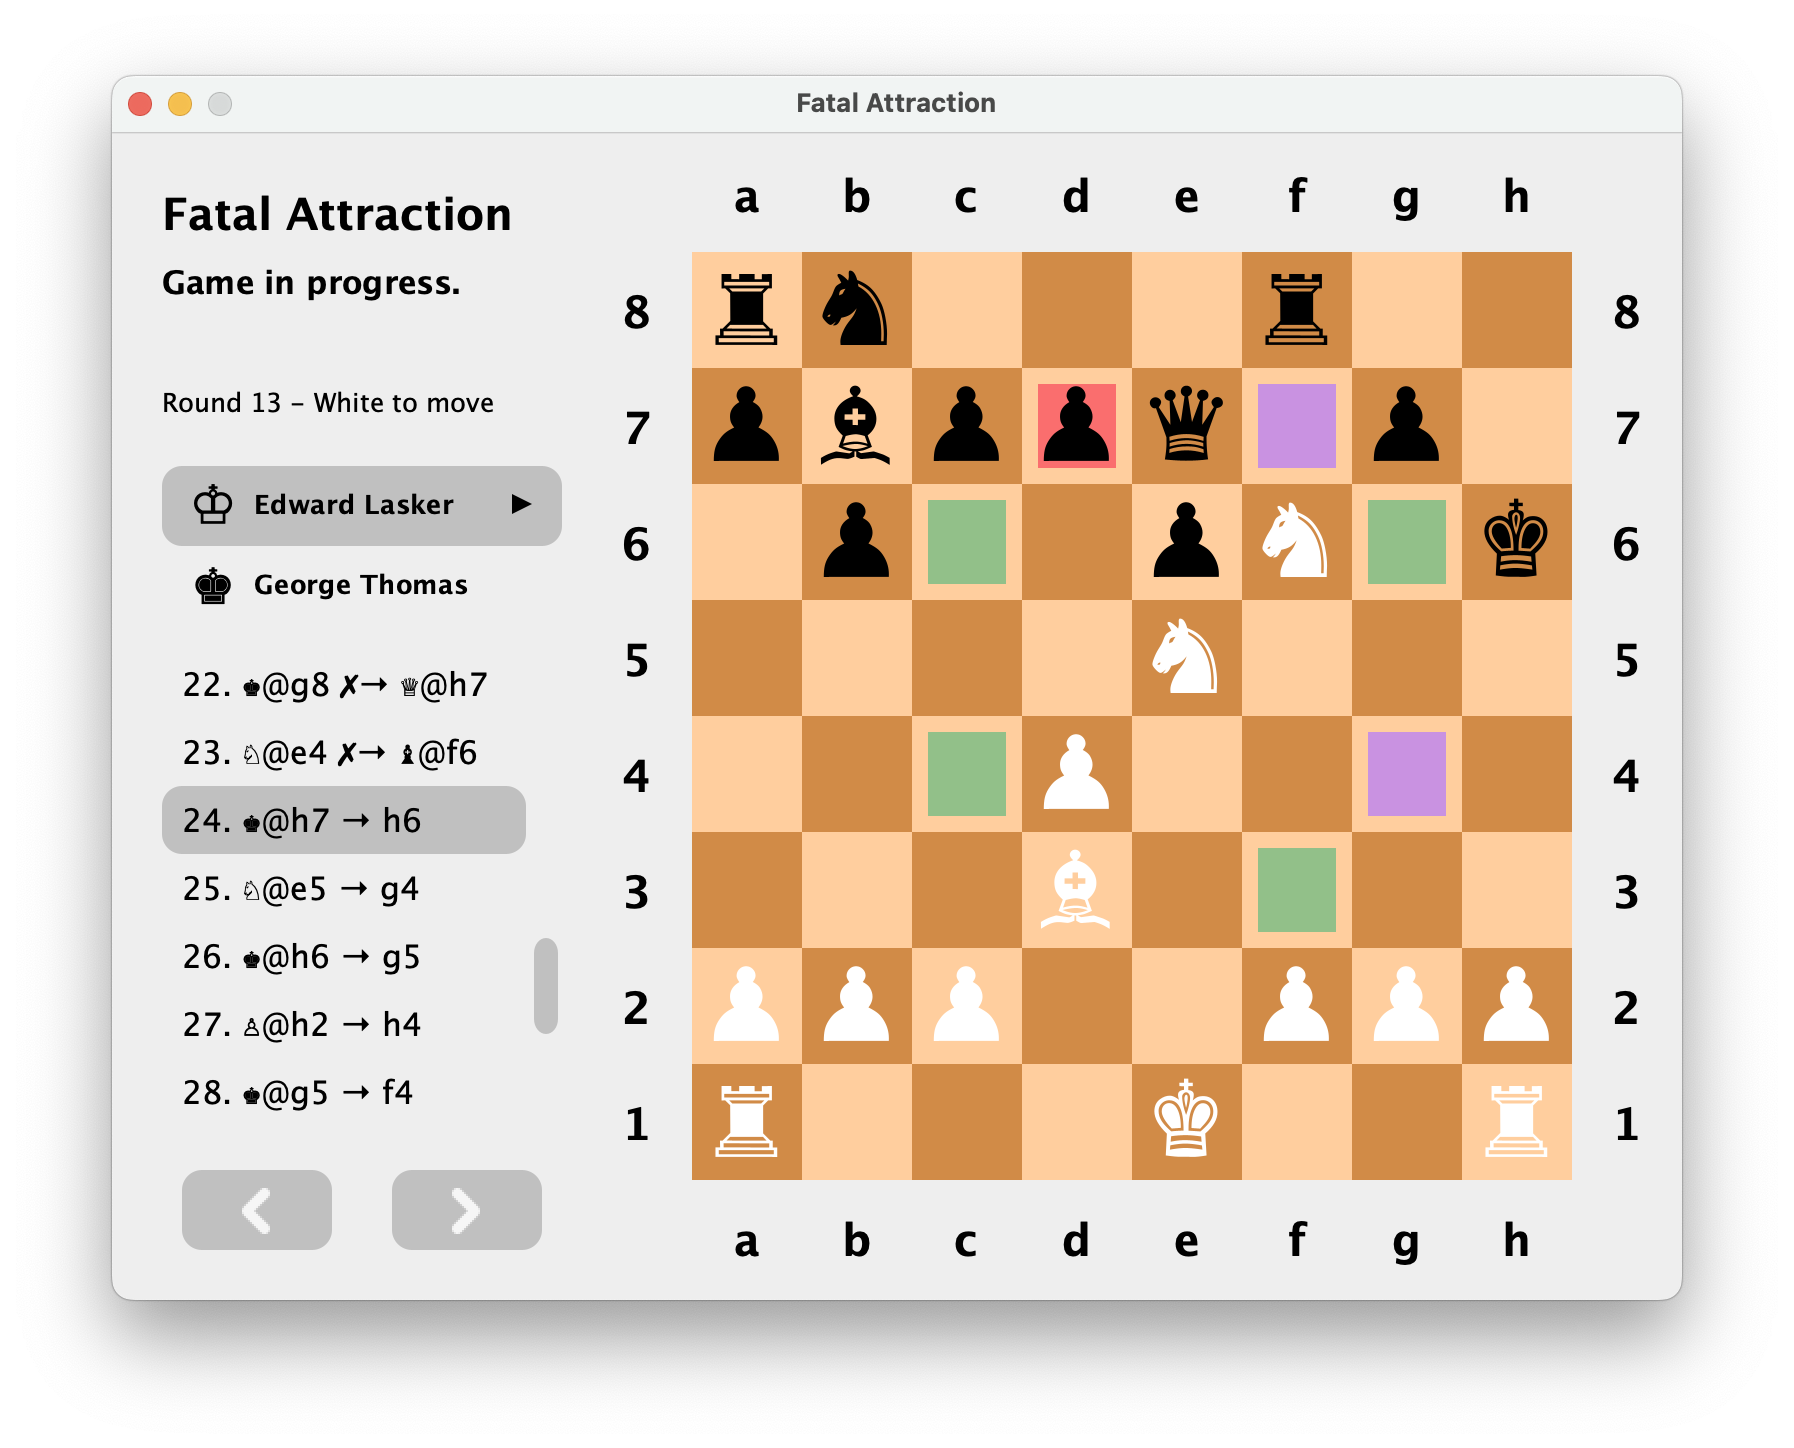 Fatal Attraction
Fatal Attraction
Game in progress.
Round 13 – White to move
♔ Edward Lasker ▶
♚ George Thomas
22. ♚@g8 ✗→ ♕@h7
23. ♘@e4 ✗→ ♝@f6
24. ♚@h7 → h6
25. ♘@e5 → g4
26. ♚@h6 → g5
27. ♙@h2 → h4
28. ♚@g5 → f4
a b c d e f g h
8 8
7 7
6 6
5 5
4 4
3 3
2 2
1 1
a b c d e f g h